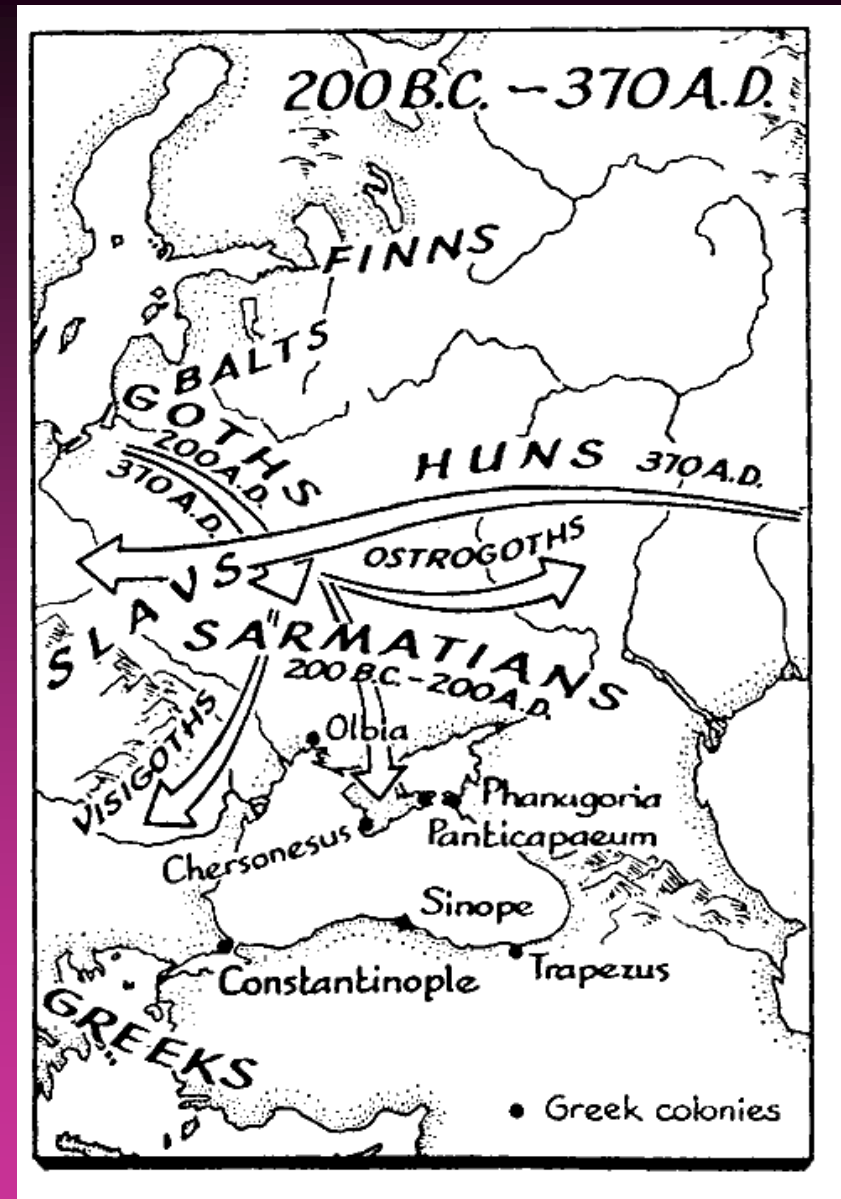 200 B.C. – 370 A.D.
FINNS
BALTS
GOTHS
200 A.D.
370 A.D.
HUNS 370 A.D.
OSTROGOTHS
SLAVS
SARMATIANS
200 B.C. – 200 A.D.
VISIGOTHS
Olbia
Phanagoria
Panticapaeum
Chersonesus
Sinope
Constantinople
Trapezus
GREEKS
• Greek colonies